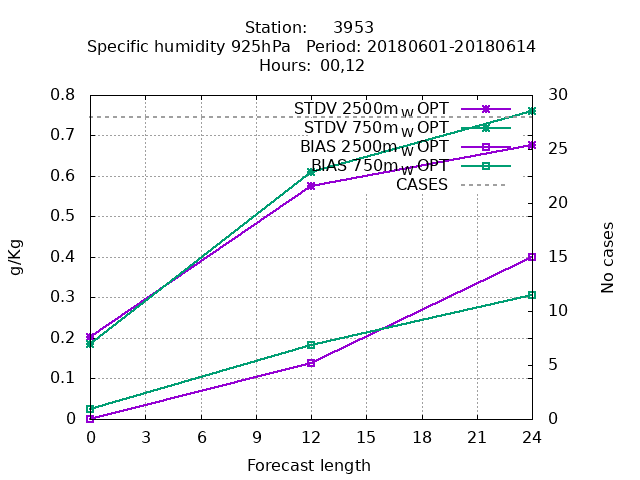 Station: 3953
Specific humidity 925hPa Period: 20180601-20180614
Hours: 00,12
0.8
0.7
0.6
0.5
0.4
0.3
0.2
0.1
0
g/Kg
STDV 2500m_W OPT
STDV 750m_W OPT
BIAS 2500m_W OPT
BIAS 750m_W OPT
CASES
30
25
20
15
10
5
0
No cases
0 3 6 9 12 15 18 21 24
Forecast length